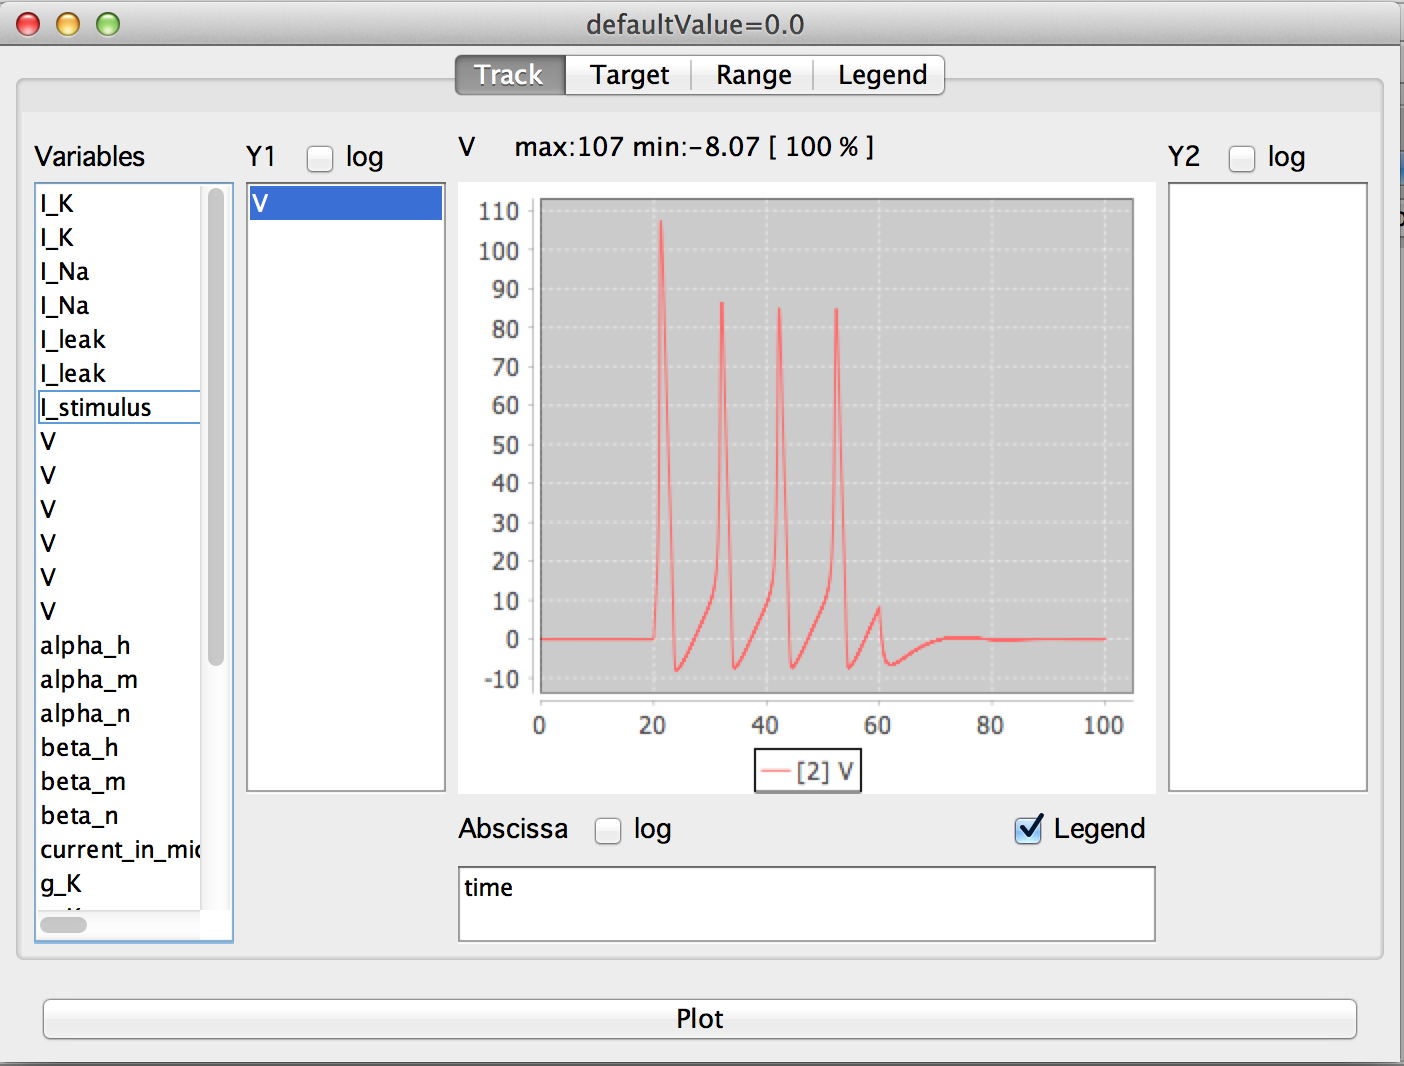 defaultValue=0.0
Track Target Range Legend
Variables
Y1 log
V max:107 min:-8.07 [ 100 % ]
Y2 log
I_K
I_K
I_Na
I_Na
I_leak
I_leak
I_stimulus
V
V
V
V
V
V
alpha_h
alpha_m
alpha_n
beta_h
beta_m
beta_n
current_in_mic
g_K
V
110
100
90
80
70
60
50
40
30
20
10
0
-10
0 20 40 60 80 100
[2] V
Abscissa log
Legend
time
Plot